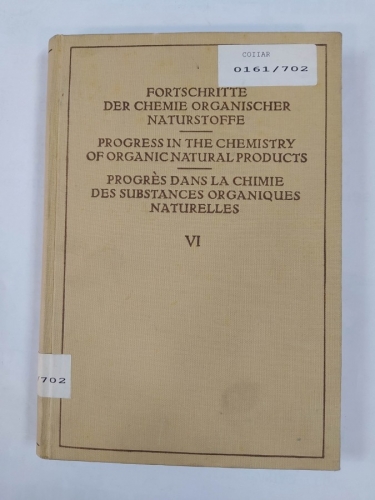 COIIAR
0161/702
FORTSCHRITTE
DER CHEMIE ORGANISCHER
NATURSTOFFE
PROGRESS IN THE CHEMISTRY
OF ORGANIC NATURAL PRODUCTS
PROGRÈS DANS LA CHIMIE
DES SUBSTANCES ORGANIQUES
NATURELLES
VI
/702